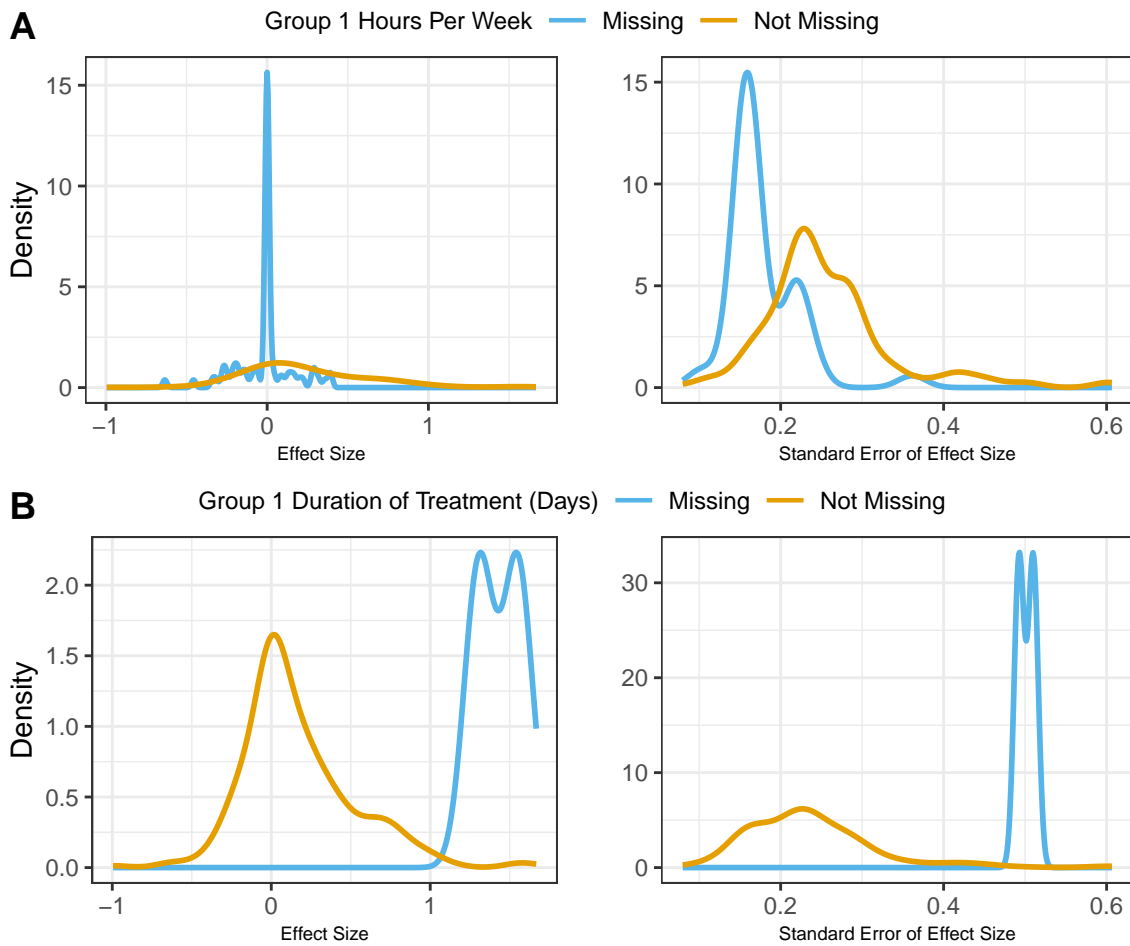 A
Group 1 Hours Per Week Missing Not Missing
Density
15
10
5
0
−1 0 1
Effect Size
15
10
5
0
0.2 0.4 0.6
Standard Error of Effect Size
B
Group 1 Duration of Treatment (Days) Missing Not Missing
Density
2.0
1.5
1.0
0.5
0.0
−1 0 1
Effect Size
30
20
10
0
0.2 0.4 0.6
Standard Error of Effect Size